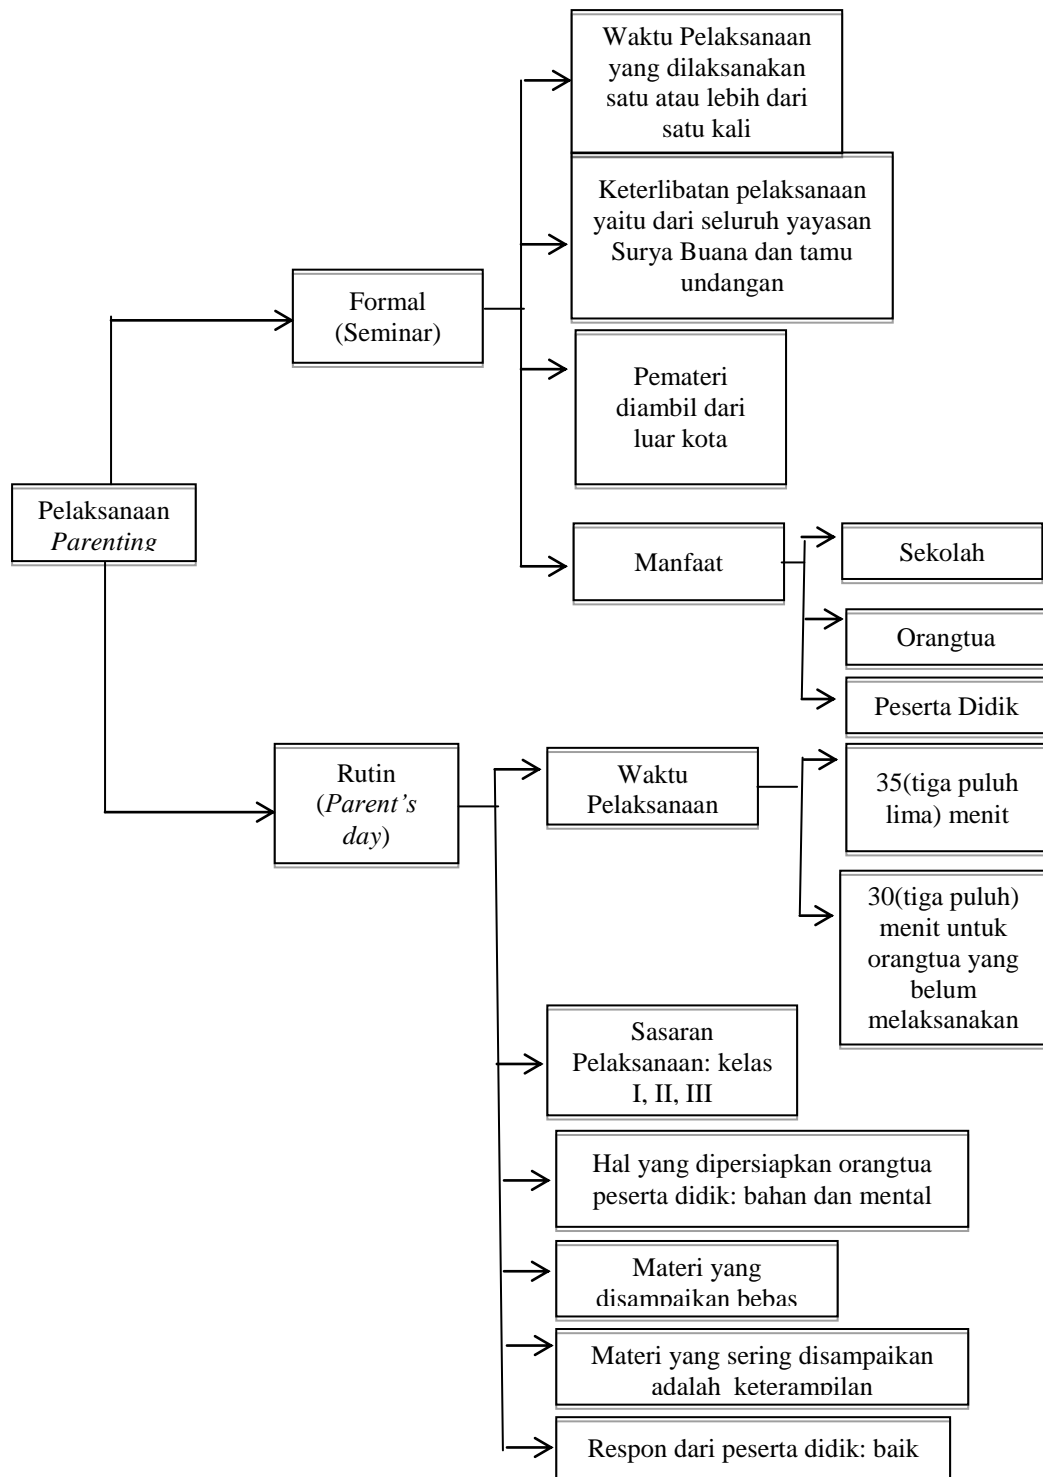 Waktu Pelaksanaan
yang dilaksanakan
satu atau lebih dari
satu kali
Keterlibatan pelaksanaan
yaitu dari seluruh yayasan
Surya Buana dan tamu
undangan
Formal
(Seminar)
Pemateri
diambil dari
luar kota
Pelaksanaan
Parenting
Manfaat
Sekolah
Orangtua
Peserta Didik
Rutin
(Parent's
day)
Waktu
Pelaksanaan
35(tiga puluh
lima) menit
30(tiga puluh)
menit untuk
orangtua yang
belum
melaksanakan
Sasaran
Pelaksanaan: kelas
I, II, III
Hal yang dipersiapkan orangtua
peserta didik: bahan dan mental
Materi yang
disampaikan bebas
Materi yang sering disampaikan
adalah keterampilan
Respon dari peserta didik: baik